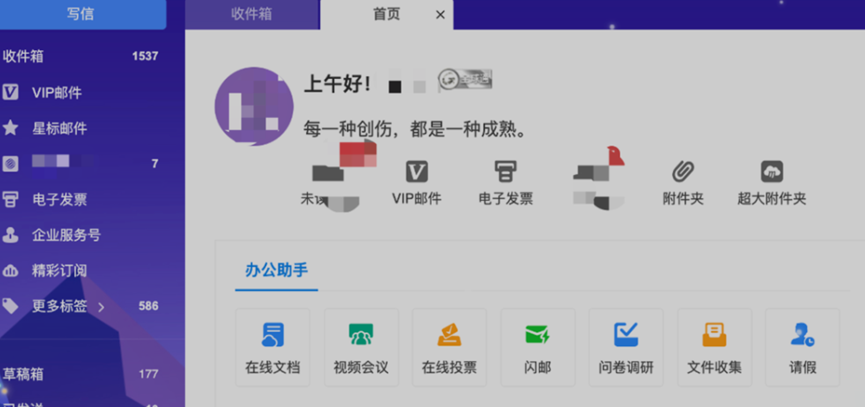 写信
收件箱
首页 ×
收件箱 1537
VIP邮件
星标邮件
7
电子发票
企业服务号
精彩订阅
更多标签 > 586
草稿箱 177
上午好！
每一种创伤，都是一种成熟。
未读
VIP邮件
电子发票
附件夹
超大附件夹
办公助手
在线文档
视频会议
在线投票
闪邮
问卷调研
文件收集
请假